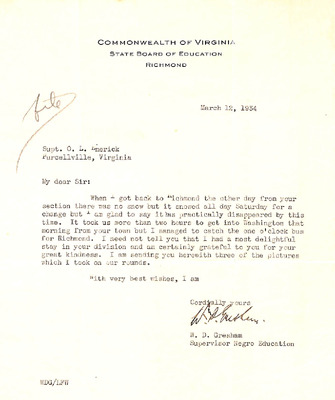 COMMONWEALTH OF VIRGINIA
STATE BOARD OF EDUCATION
RICHMOND
file
March 12, 1934
Supt. O. L. Emerick
Purcellville, Virginia
My dear Sir:
When I got back to Richmond the other day from your
section there was no snow but it snowed all day Saturday for a
change but I am glad to say it has practically disappeared by this
time. It took us more than two hours to get into Washington that
morning from your town but I managed to catch the one o'clock bus
for Richmond. I need not tell you that I had a most delightful
stay in your division and am certainly grateful to you for your
great kindness. I am sending you herewith three of the pictures
which I took on our rounds.
With very best wishes, I am
Cordially yours
W. D. Gresham
W. D. Gresham
Supervisor Negro Education
WDG/LFW